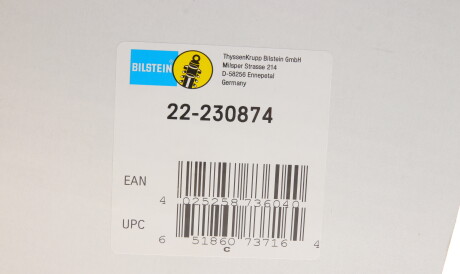 BILSTEIN
ThyssenKrupp Bilstein GmbH
Milsper Strasse 214
D-58256 Ennepetal
Germany
22-230874
EAN
4 025258 736040
UPC
6 51860 73716 4
C